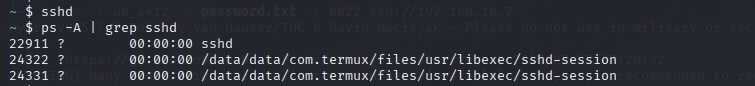 ~ $ sshd
~ $ ps -A | grep sshd
22911 ? 00:00:00 sshd
24322 ? 00:00:00 /data/data/com.termux/files/usr/libexec/sshd-session
24331 ? 00:00:00 /data/data/com.termux/files/usr/libexec/sshd-session